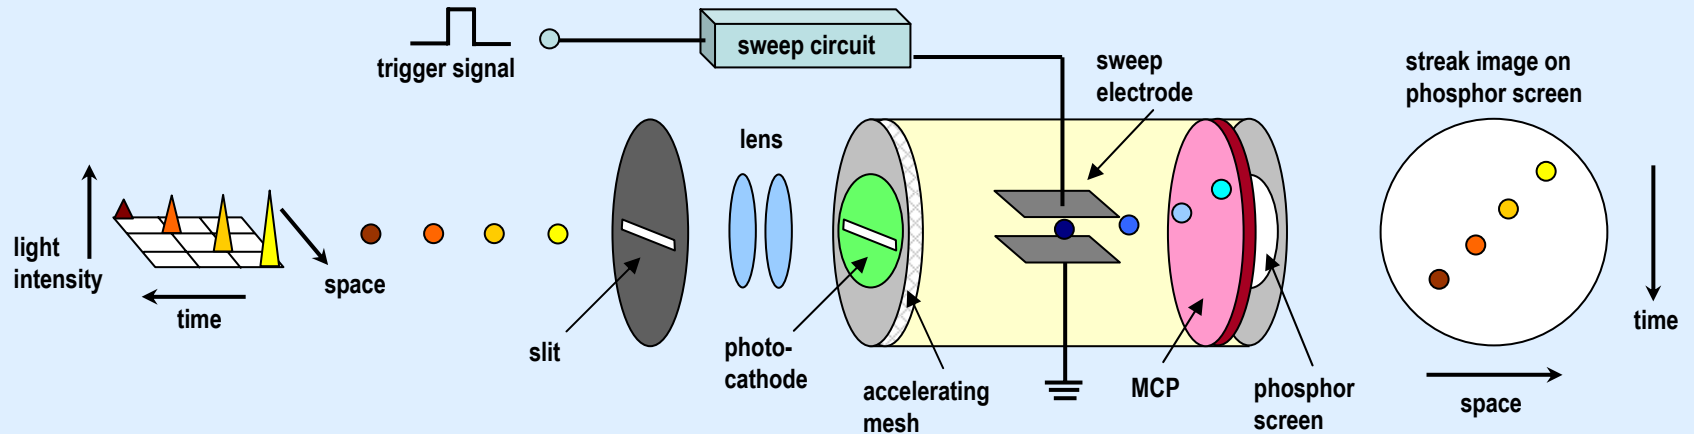 trigger signal
sweep circuit
sweep
electrode
streak image on
phosphor screen
lens
light
intensity
space
time
slit
photo-
cathode
accelerating
mesh
MCP
phosphor
screen
space
time